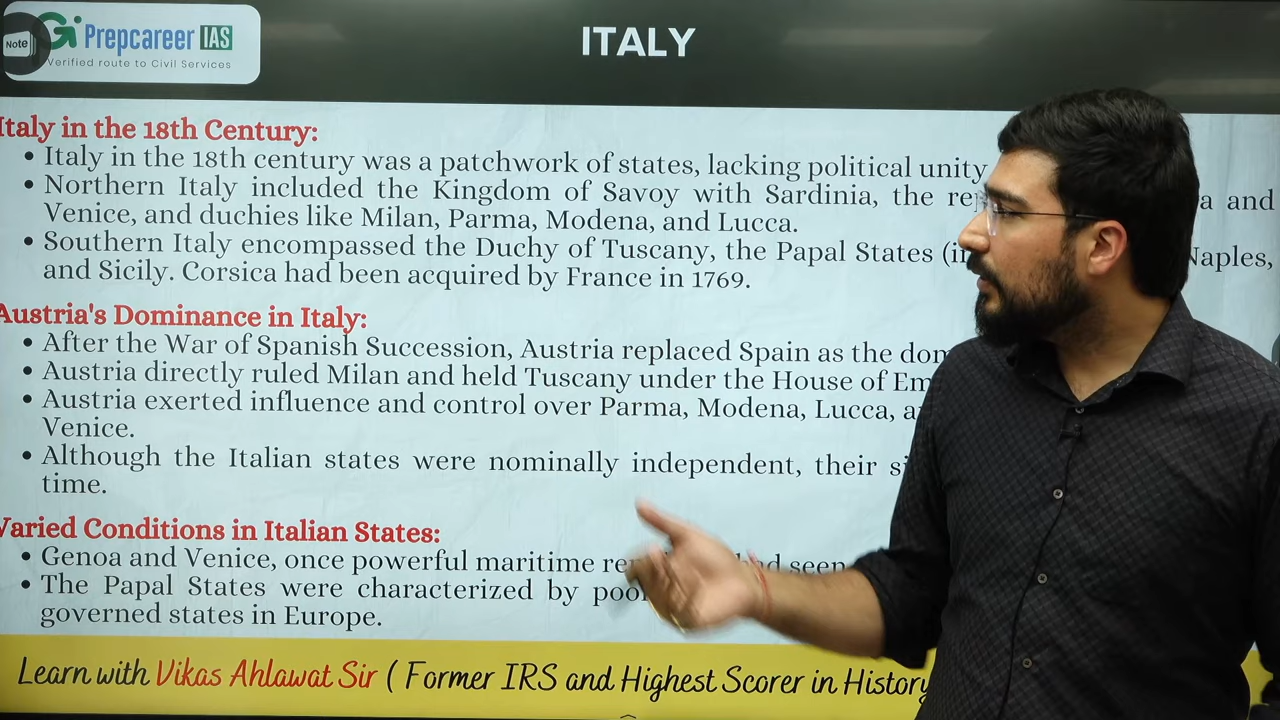 Note
Prepcareer IAS
Verified route to Civil Services
ITALY
Italy in the 18th Century:
• Italy in the 18th century was a patchwork of states, lacking political unity
• Northern Italy included the Kingdom of Savoy with Sardinia, the and
Venice, and duchies like Milan, Parma, Modena, and Lucca.
• Southern Italy encompassed the Duchy of Tuscany, the Papal States Naples,
and Sicily. Corsica had been acquired by France in 1769.
Austria's Dominance in Italy:
• After the War of Spanish Succession, Austria replaced Spain as the
• Austria directly ruled Milan and held Tuscany under the House of
• Austria exerted influence and control over Parma, Modena, Lucca,
Venice.
• Although the Italian states were nominally independent, their
time.
Varied Conditions in Italian States:
• Genoa and Venice, once powerful maritime seen
• The Papal States were characterized by
governed states in Europe.
Learn with Vikas Ahlawat Sir ( Former IRS and Highest Scorer in History